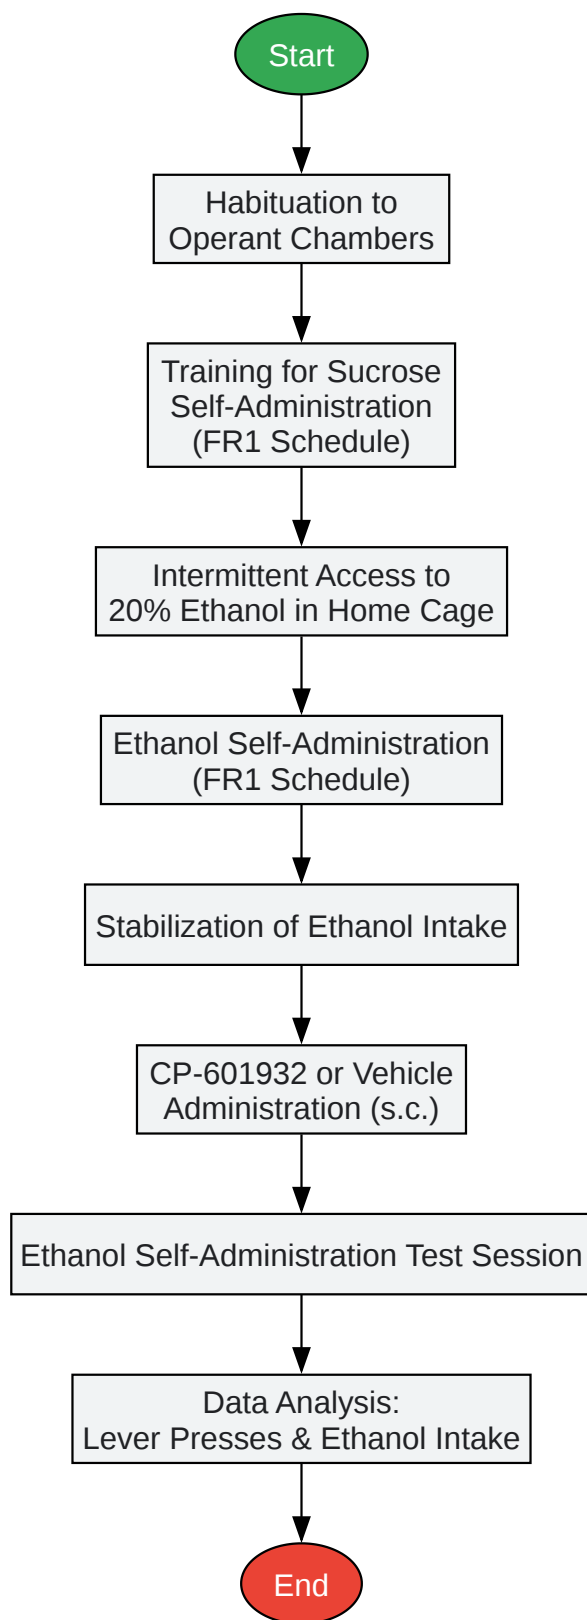 Start
Habituation to
Operant Chambers
Training for Sucrose
Self-Administration
(FR1 Schedule)
Intermittent Access to
20% Ethanol in Home Cage
Ethanol Self-Administration
(FR1 Schedule)
Stabilization of Ethanol Intake
CP-601932 or Vehicle
Administration (s.c.)
Ethanol Self-Administration Test Session
Data Analysis:
Lever Presses & Ethanol Intake
End